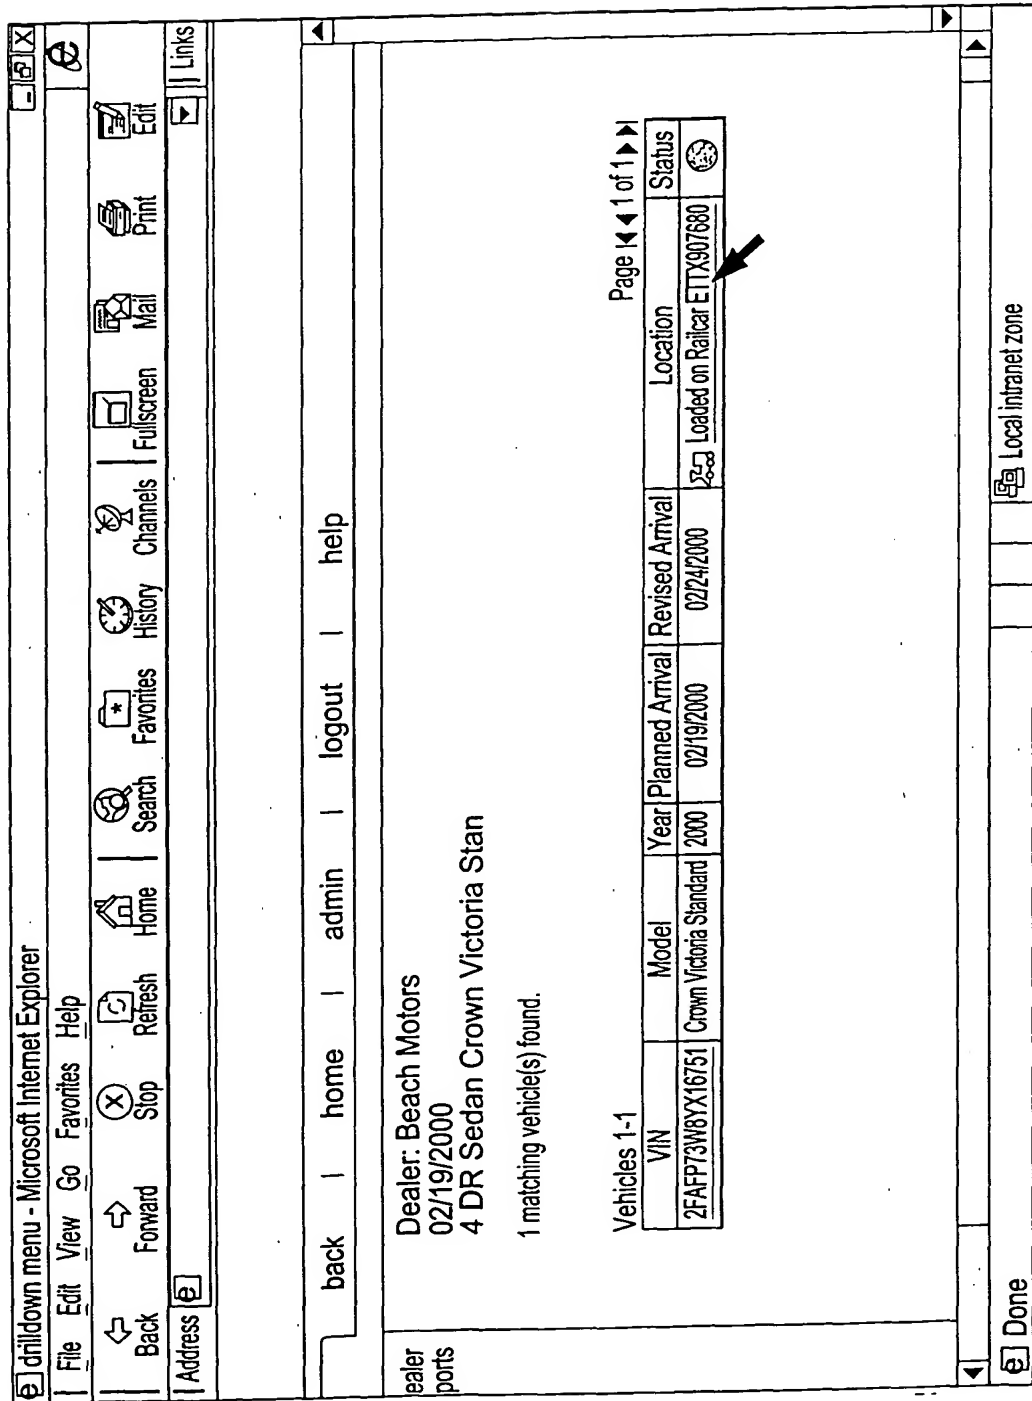 drilldown menu - Microsoft Internet Explorer
File Edit View Go Favorites Help
Back Forward Stop Refresh Home Search Favorites History Channels Fullscreen Mail Print Edit
Address Links
back | home | admin | logout | help
ealer
ports
Dealer: Beach Motors
02/19/2000
4 DR Sedan Crown Victoria Stan
1 matching vehicle(s) found.
Vehicles 1-1 Page 1 of 1
VIN Model Year Planned Arrival Revised Arrival Location Status
2FAFP73W8YX16751 Crown Victoria Standard 2000 02/19/2000 02/24/2000 Loaded on Railcar ETTX907680
Done Local intranet zone